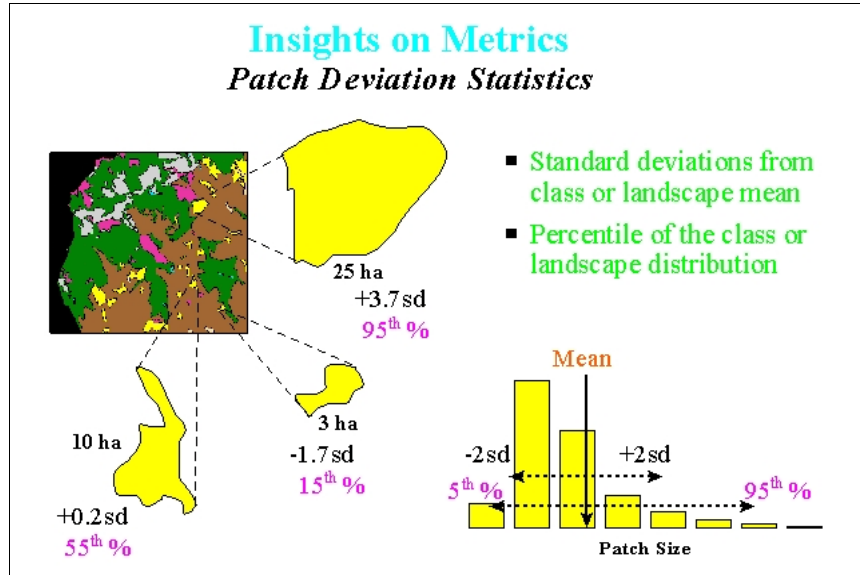 Insights on Metrics
Patch Deviation Statistics
▪ Standard deviations from
class or landscape mean
▪ Percentile of the class or
landscape distribution
25 ha
+3.7sd
95th %
3 ha
-1.7sd
15th %
10 ha
+0.2sd
55th %
Mean
-2sd
+2sd
5th %
95th %
Patch Size